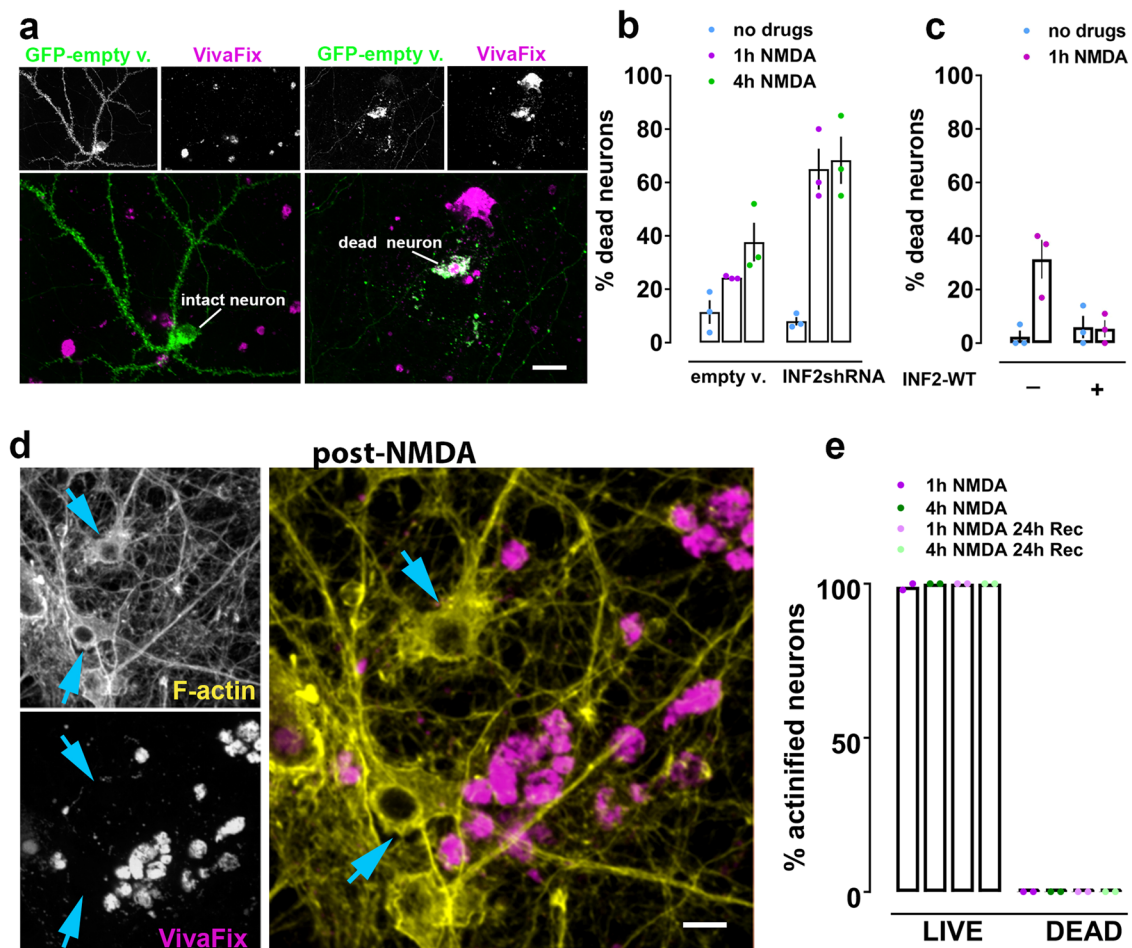 a
GFP-empty v. VivaFix GFP-empty v. VivaFix
intact neuron
dead neuron
b
no drugs
1h NMDA
4h NMDA
% dead neurons
100
80
60
40
20
0
empty v. INF2shRNA
c
no drugs
1h NMDA
% dead neurons
100
80
60
40
20
0
INF2-WT – +
d
post-NMDA
F-actin
VivaFix
e
1h NMDA
4h NMDA
1h NMDA 24h Rec
4h NMDA 24h Rec
% actinified neurons
100
50
0
LIVE DEAD